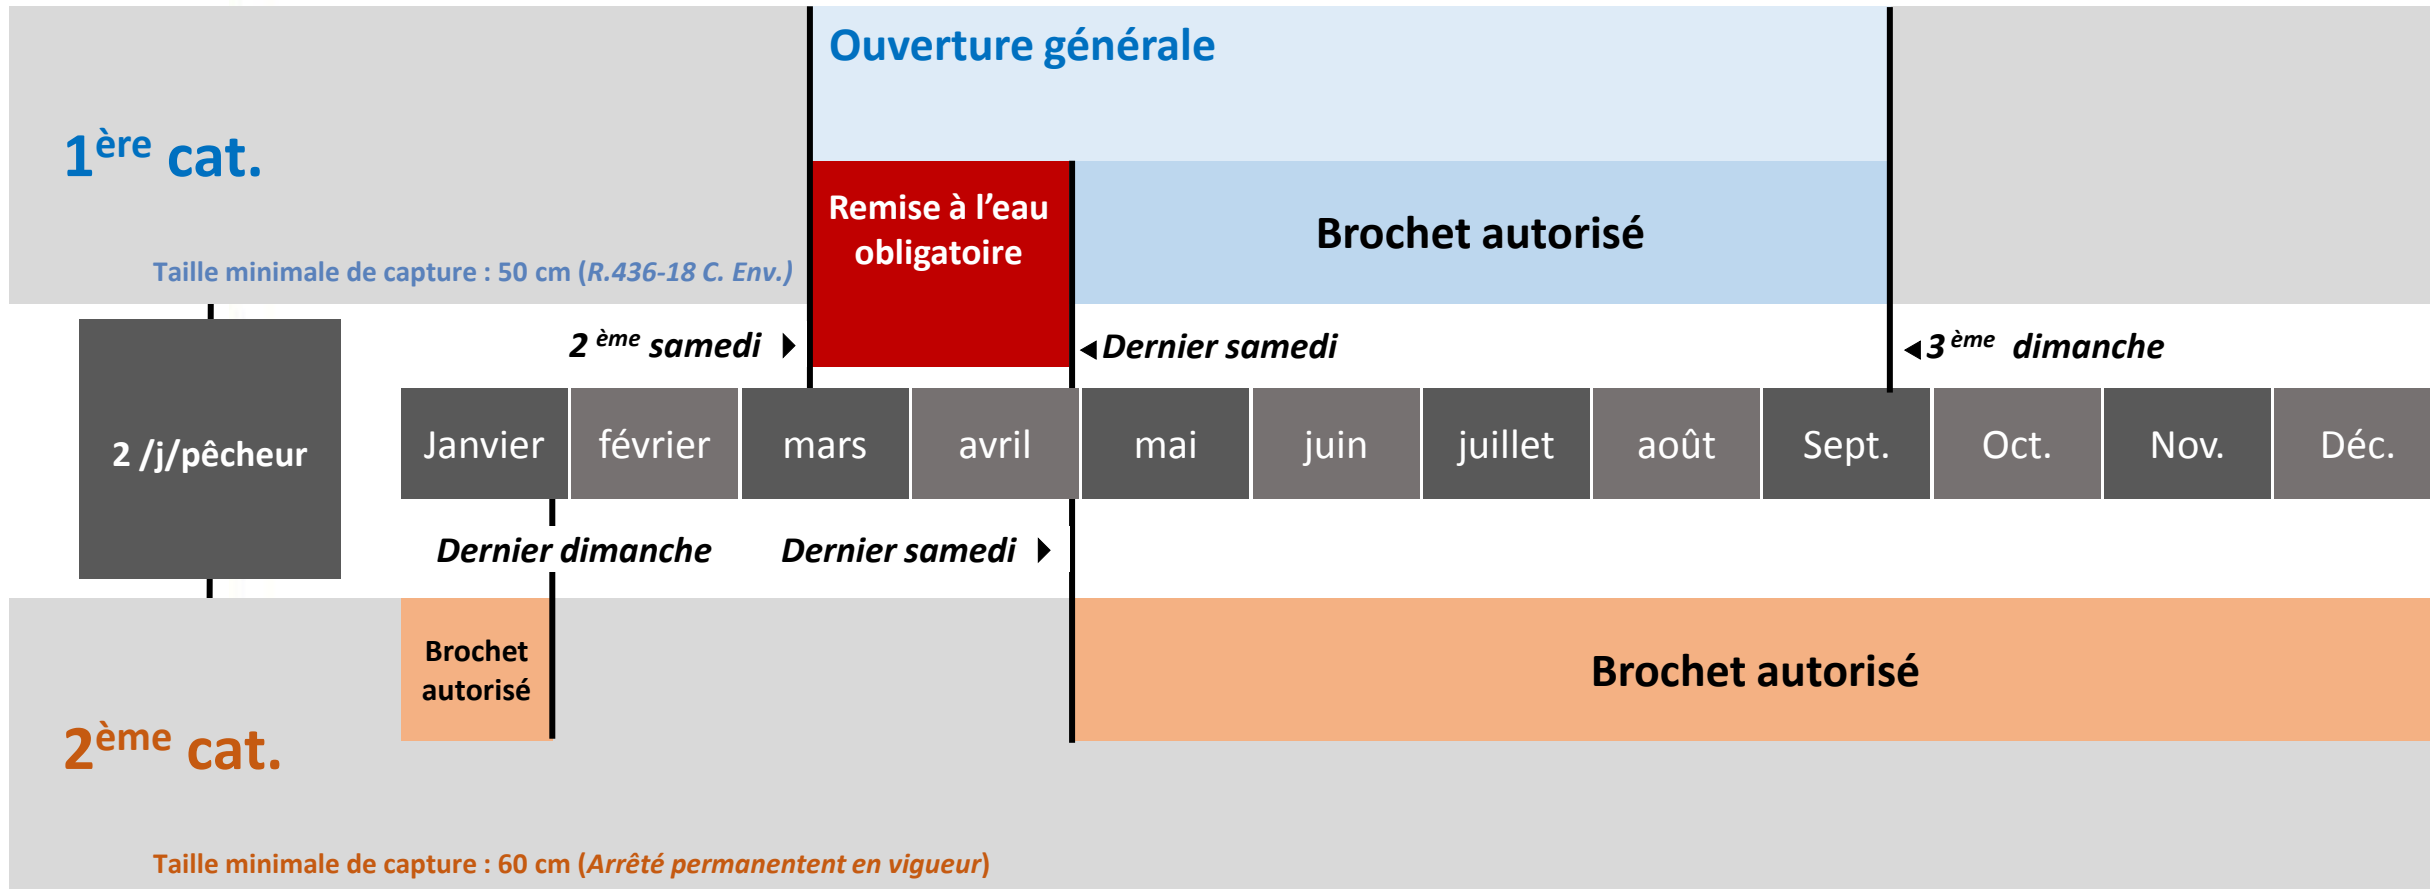 Ouverture générale
1ère cat.
Remise à l'eau
obligatoire
Brochet autorisé
Taille minimale de capture : 50 cm (R.436-18 C. Env.)
2 ème samedi
Dernier samedi
3 ème dimanche
2 /j/pêcheur
Janvier
février
mars
avril
mai
juin
juillet
août
Sept.
Oct.
Nov.
Déc.
Dernier dimanche
Dernier samedi
Brochet
autorisé
Brochet autorisé
2ème cat.
Taille minimale de capture : 60 cm (Arrêté permanentent en vigueur)